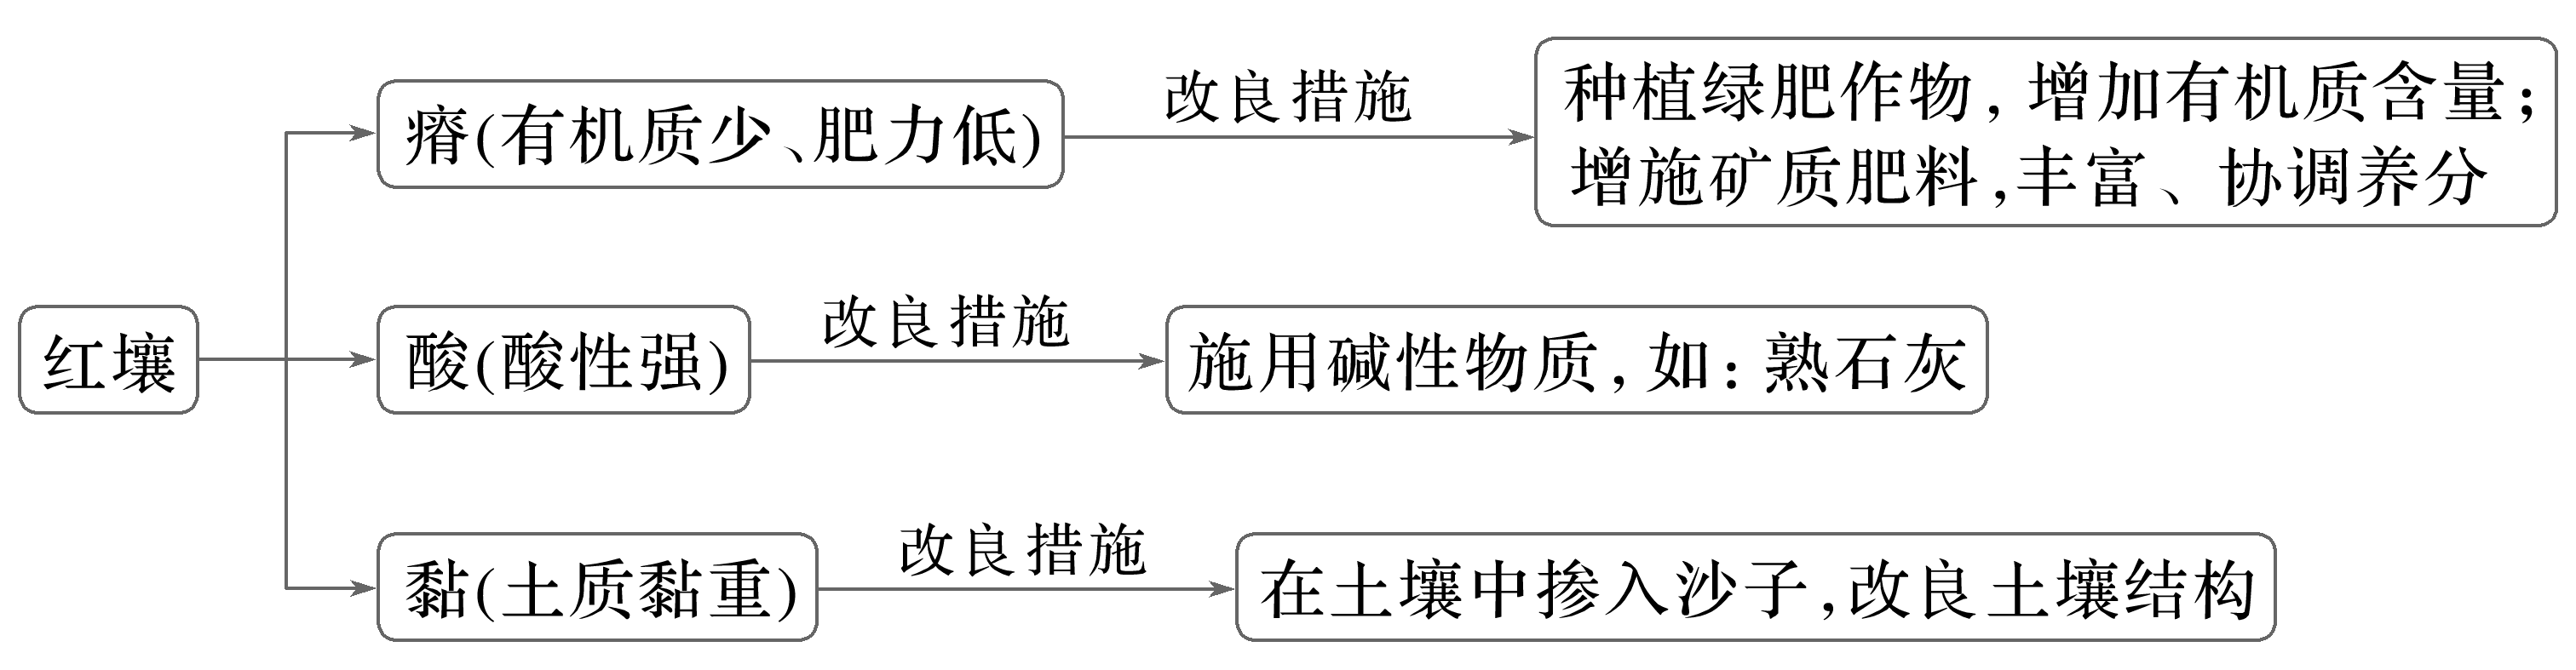 瘠(有机质少、肥力低)
改良措施
种植绿肥作物,增加有机质含量;
增施矿质肥料,丰富、协调养分
红壤
酸(酸性强)
改良措施
施用碱性物质,如:熟石灰
黏(土质黏重)
改良措施
在土壤中掺入沙子,改良土壤结构